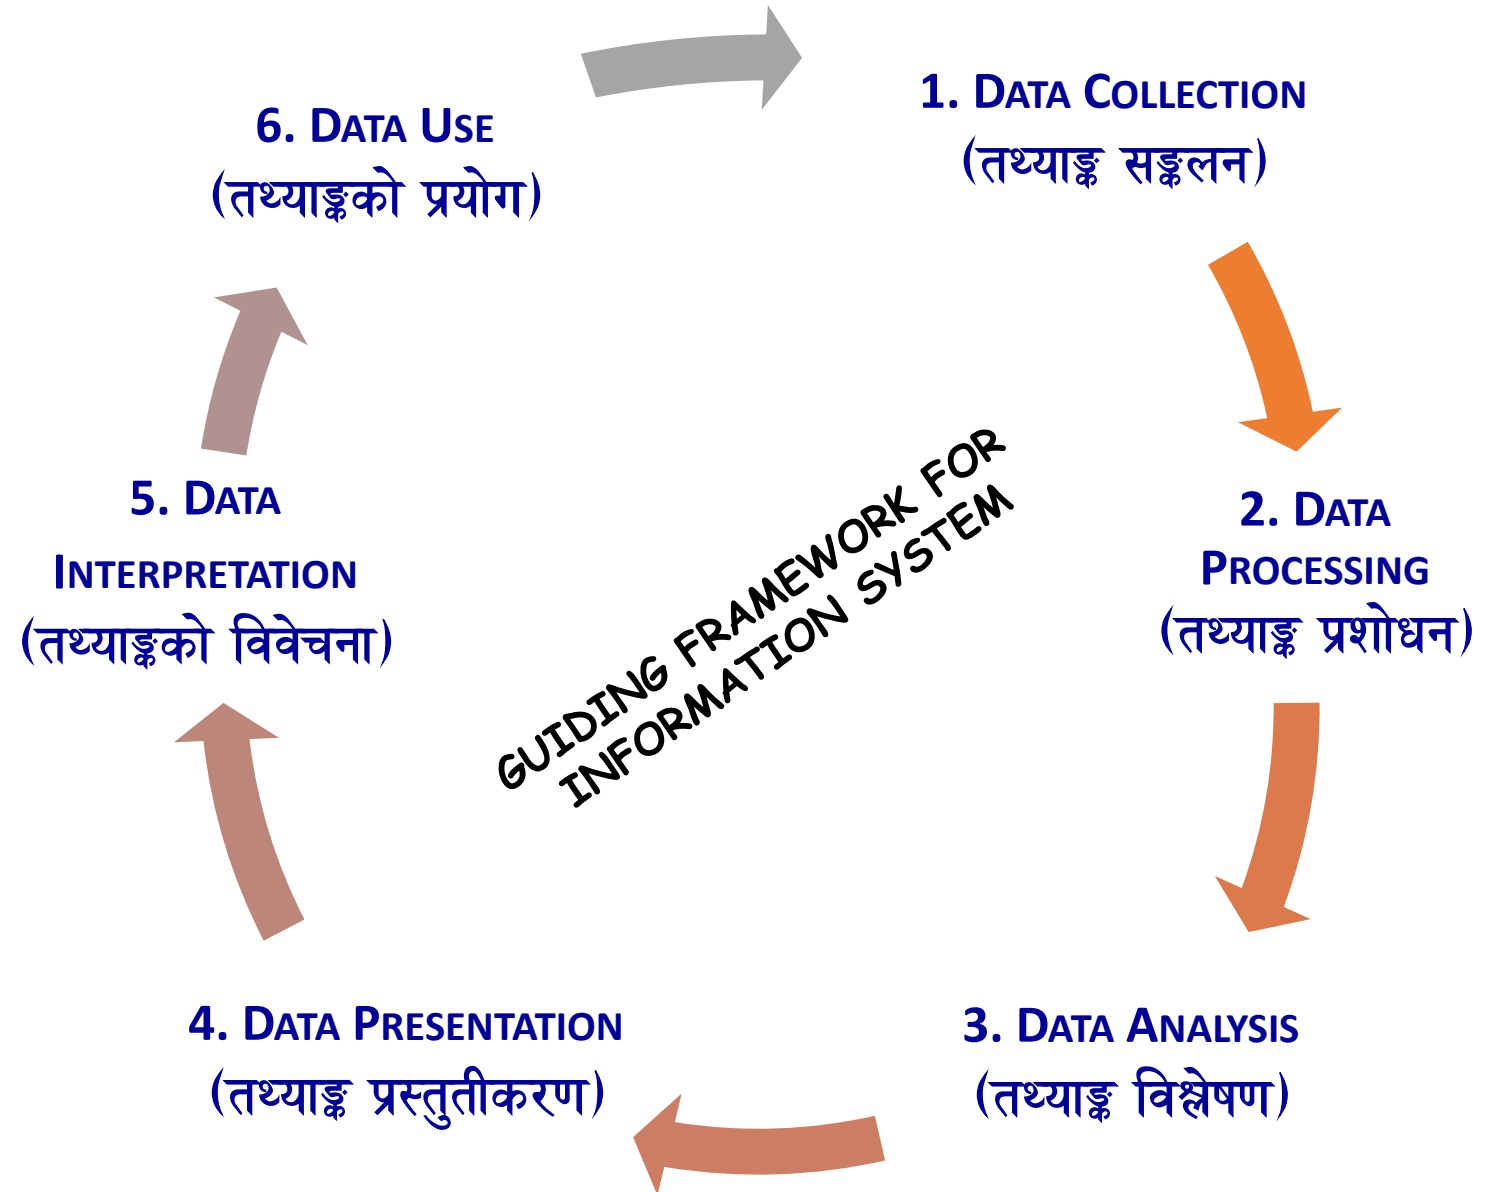 1. DATA COLLECTION
(तथ्याङ्क सङ्कलन)
2. DATA
PROCESSING
(तथ्याङ्क प्रशोधन)
3. DATA ANALYSIS
(तथ्याङ्क विश्लेषण)
4. DATA PRESENTATION
(तथ्याङ्क प्रस्तुतीकरण)
5. DATA
INTERPRETATION
(तथ्याङ्कको विवेचना)
6. DATA USE
(तथ्याङ्कको प्रयोग)
GUIDING FRAMEWORK FOR
INFORMATION SYSTEM